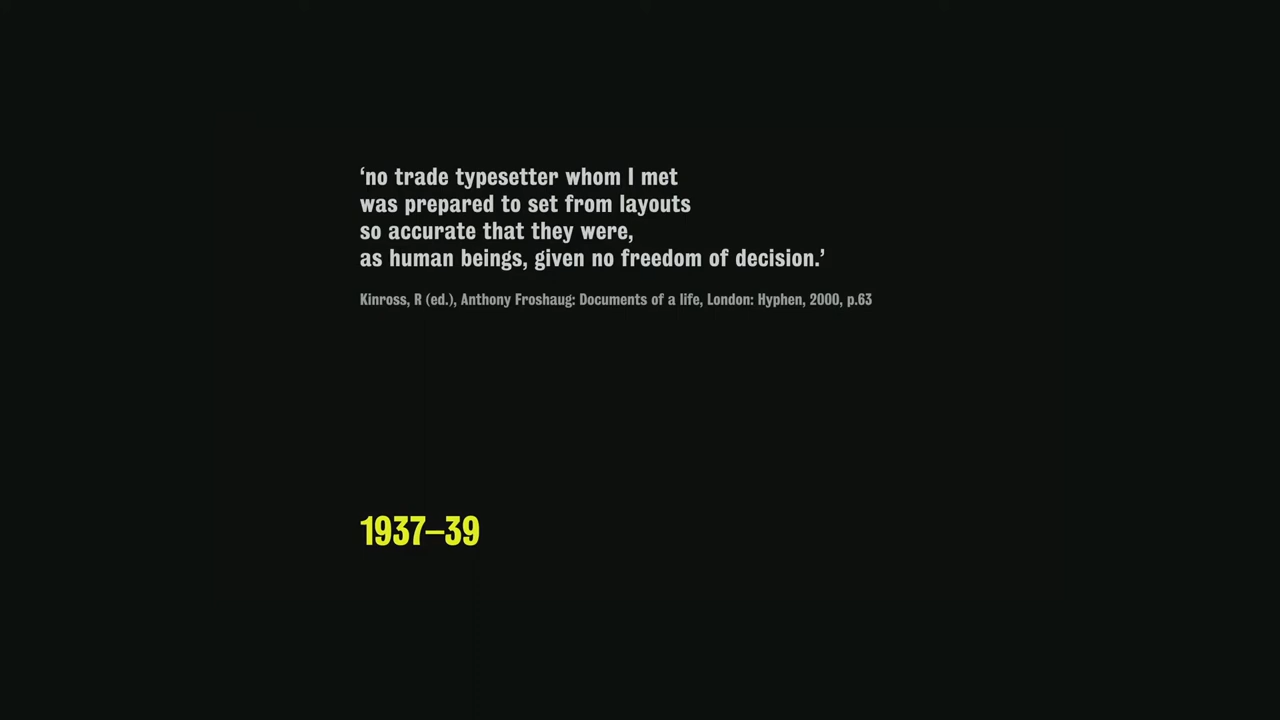 ‘no trade typesetter whom I met
was prepared to set from layouts
so accurate that they were,
as human beings, given no freedom of decision.’
Kinross, R (ed.), Anthony Froshaug: Documents of a life, London: Hyphen, 2000, p.63
1937–39